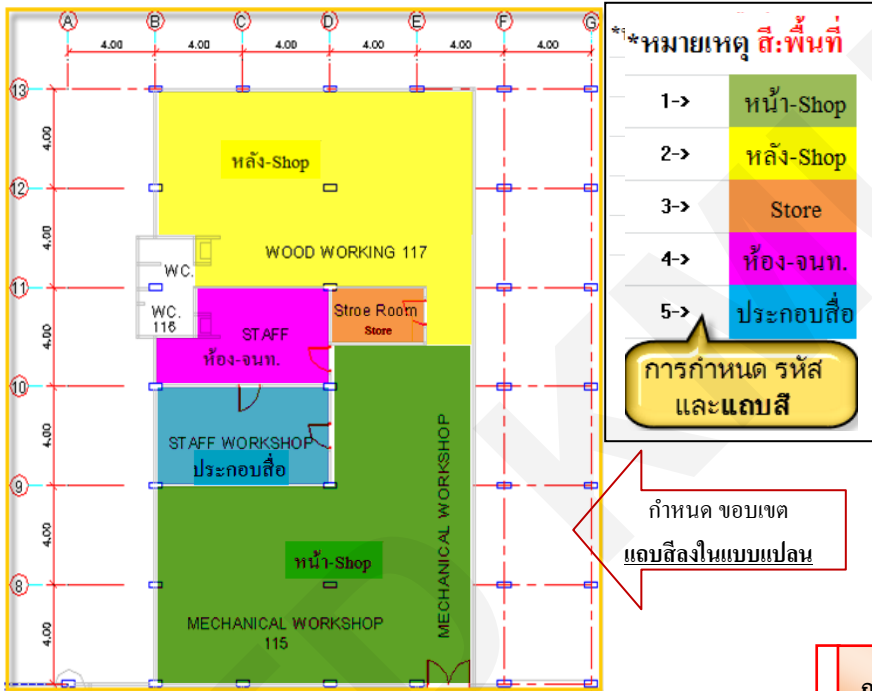 A B C D E F G
4.00 4.00 4.00 4.00 4.00 4.00
13
4.00
หลัง-Shop
12
4.00
WOOD WORKING 117
WC.
11
WC.
116
Stroe Room
Store
STAFF
ห้อง-จนท.
4.00
10
4.00
STAFF WORKSHOP
ประกอบสื่อ
MECHANICAL WORKSHOP
9
4.00
หน้า-Shop
8
MECHANICAL WORKSHOP
115
4.00
**หมายเหตุ สี:พื้นที่
1-> หน้า-Shop
2-> หลัง-Shop
3-> Store
4-> ห้อง-จนท.
5-> ประกอบสื่อ
การกำหนด รหัส
และแถบสี
กำหนด ขอบเขต
แถบสีลงในแบบแปลน